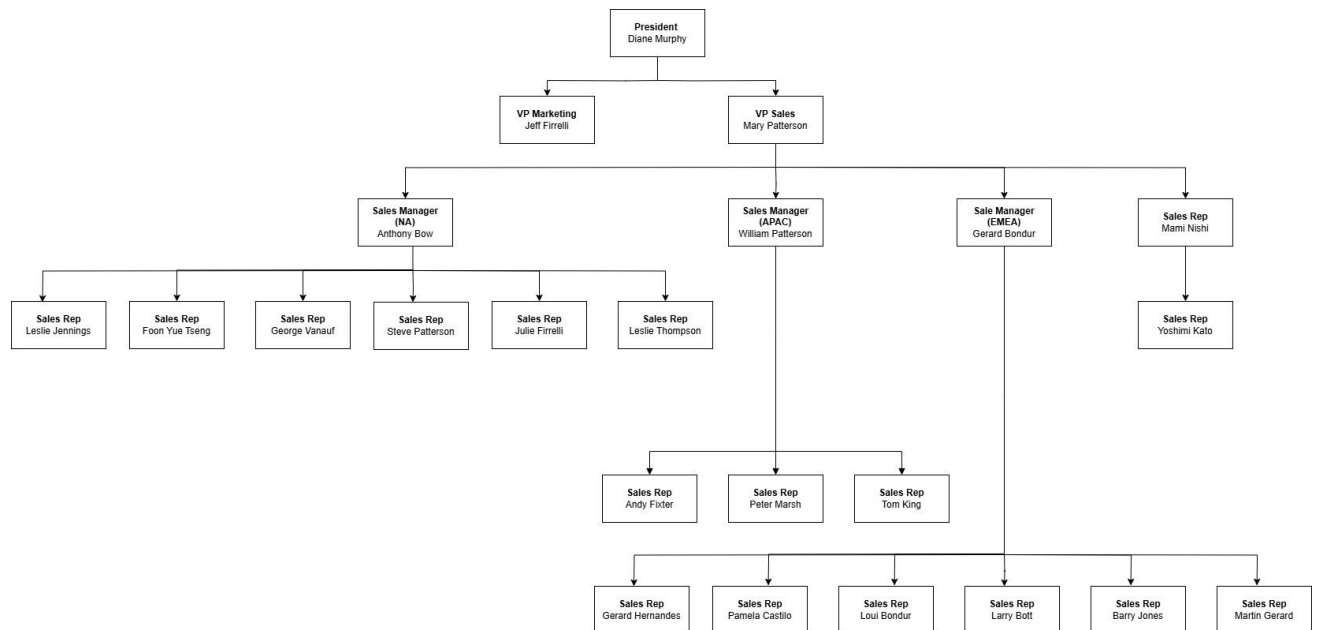 President
Diane Murphy
VP Marketing
Jeff Firrelli
VP Sales
Mary Patterson
Sales Manager
(NA)
Anthony Bow
Sales Manager
(APAC)
William Patterson
Sale Manager
(EMEA)
Gerard Bondur
Sales Rep
Mami Nishi
Sales Rep
Leslie Jennings
Sales Rep
Foon Yue Tseng
Sales Rep
George Vanauf
Sales Rep
Steve Patterson
Sales Rep
Julie Firrelli
Sales Rep
Leslie Thompson
Sales Rep
Yoshimi Kato
Sales Rep
Andy Fixter
Sales Rep
Peter Marsh
Sales Rep
Tom King
Sales Rep
Gerard Hernandes
Sales Rep
Pamela Castilo
Sales Rep
Loui Bondur
Sales Rep
Larry Bott
Sales Rep
Barry Jones
Sales Rep
Martin Gerard